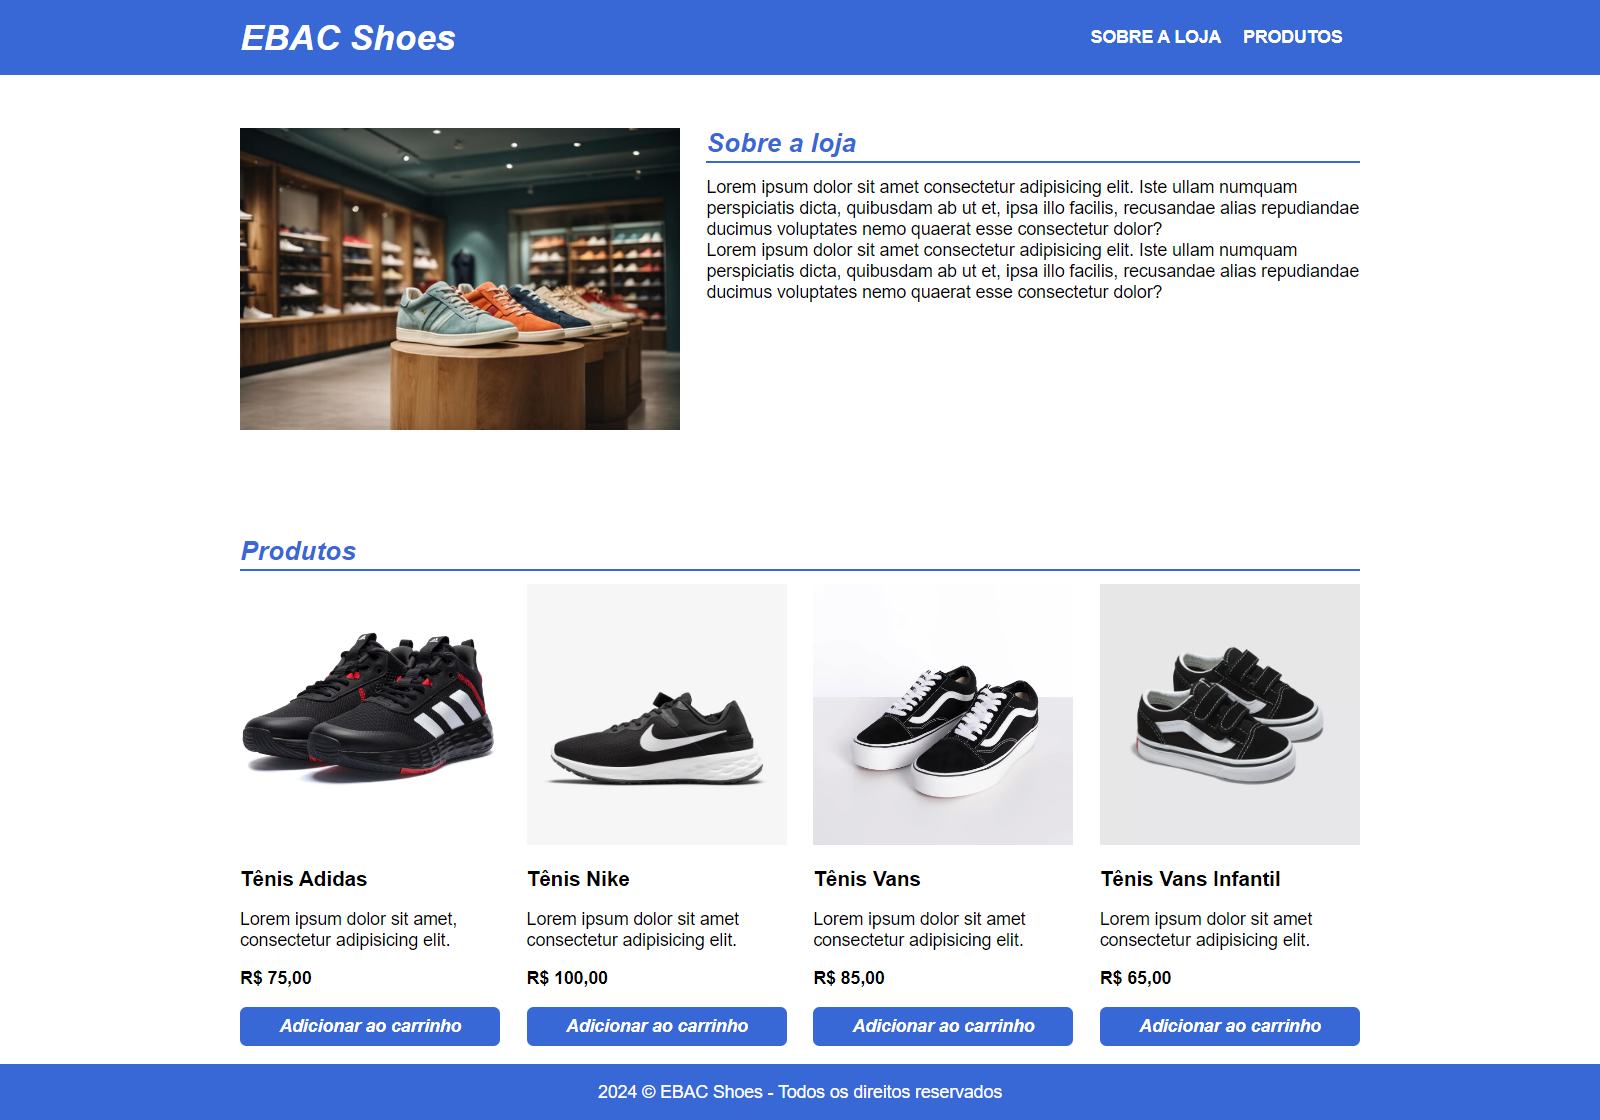 EBAC Shoes
SOBRE A LOJA PRODUTOS
Sobre a loja
Lorem ipsum dolor sit amet consectetur adipisicing elit. Iste ullam numquam
perspiciatis dicta, quibusdam ab ut et, ipsa illo facilis, recusandae alias repudiandae
ducimus voluptates nemo quaerat esse consectetur dolor?
Lorem ipsum dolor sit amet consectetur adipisicing elit. Iste ullam numquam
perspiciatis dicta, quibusdam ab ut et, ipsa illo facilis, recusandae alias repudiandae
ducimus voluptates nemo quaerat esse consectetur dolor?
Produtos
Tênis Adidas
Lorem ipsum dolor sit amet,
consectetur adipisicing elit.
R$ 75,00
Adicionar ao carrinho
Tênis Nike
Lorem ipsum dolor sit amet
consectetur adipisicing elit.
R$ 100,00
Adicionar ao carrinho
Tênis Vans
Lorem ipsum dolor sit amet
consectetur adipisicing elit.
R$ 85,00
Adicionar ao carrinho
Tênis Vans Infantil
Lorem ipsum dolor sit amet
consectetur adipisicing elit.
R$ 65,00
Adicionar ao carrinho
2024 © EBAC Shoes - Todos os direitos reservados